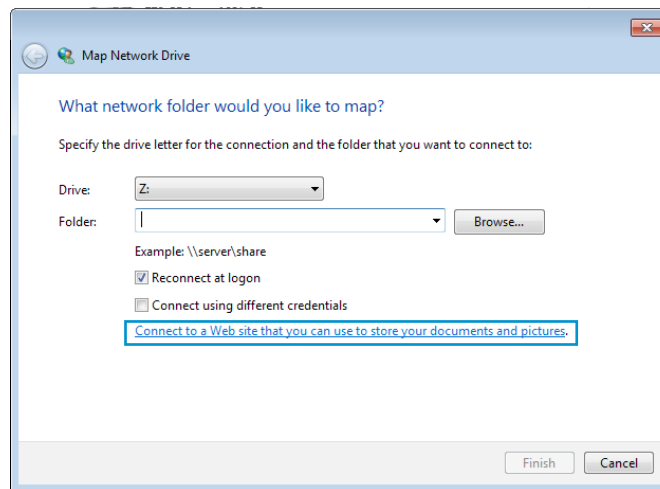 Map Network Drive
What network folder would you like to map?
Specify the drive letter for the connection and the folder that you want to connect to:
Drive: Z:
Folder: Browse...
Example: \\server\share
Reconnect at logon
Connect using different credentials
Connect to a Web site that you can use to store your documents and pictures.
Finish Cancel